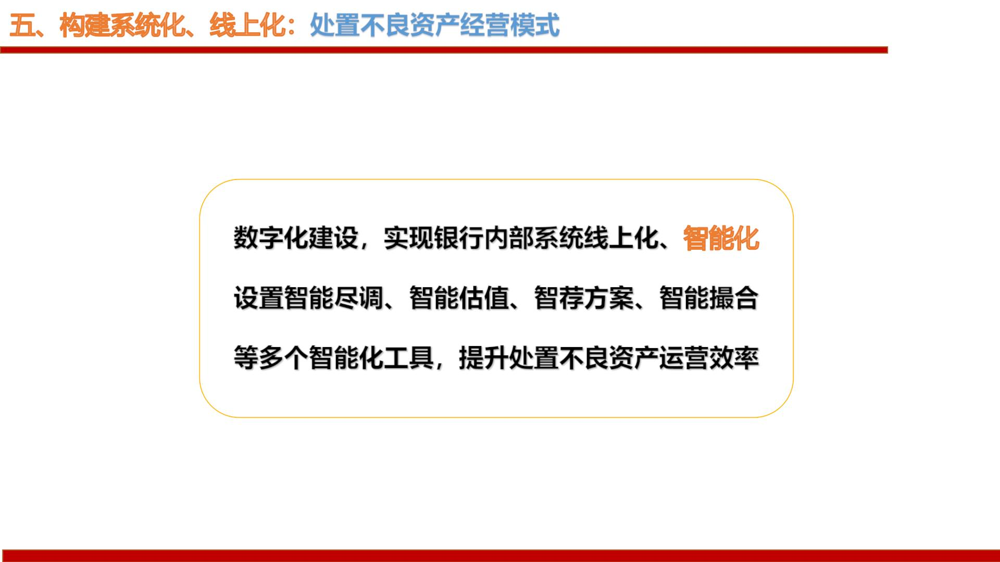 五、构建系统化、线上化：处置不良资产经营模式
数字化建设，实现银行内部系统线上化、智能化
设置智能尽调、智能估值、智荐方案、智能撮合
等多个智能化工具，提升处置不良资产运营效率